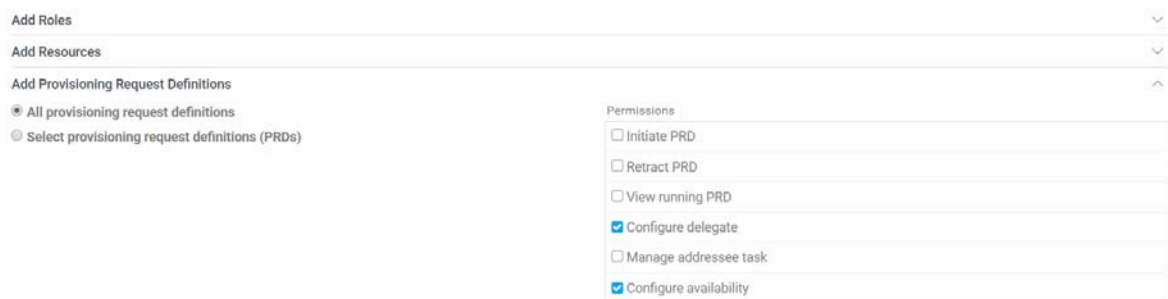 Add Roles
Add Resources
Add Provisioning Request Definitions
All provisioning request definitions
Select provisioning request definitions (PRDs)
Permissions
Initiate PRD
Retract PRD
View running PRD
Configure delegate
Manage addressee task
Configure availability